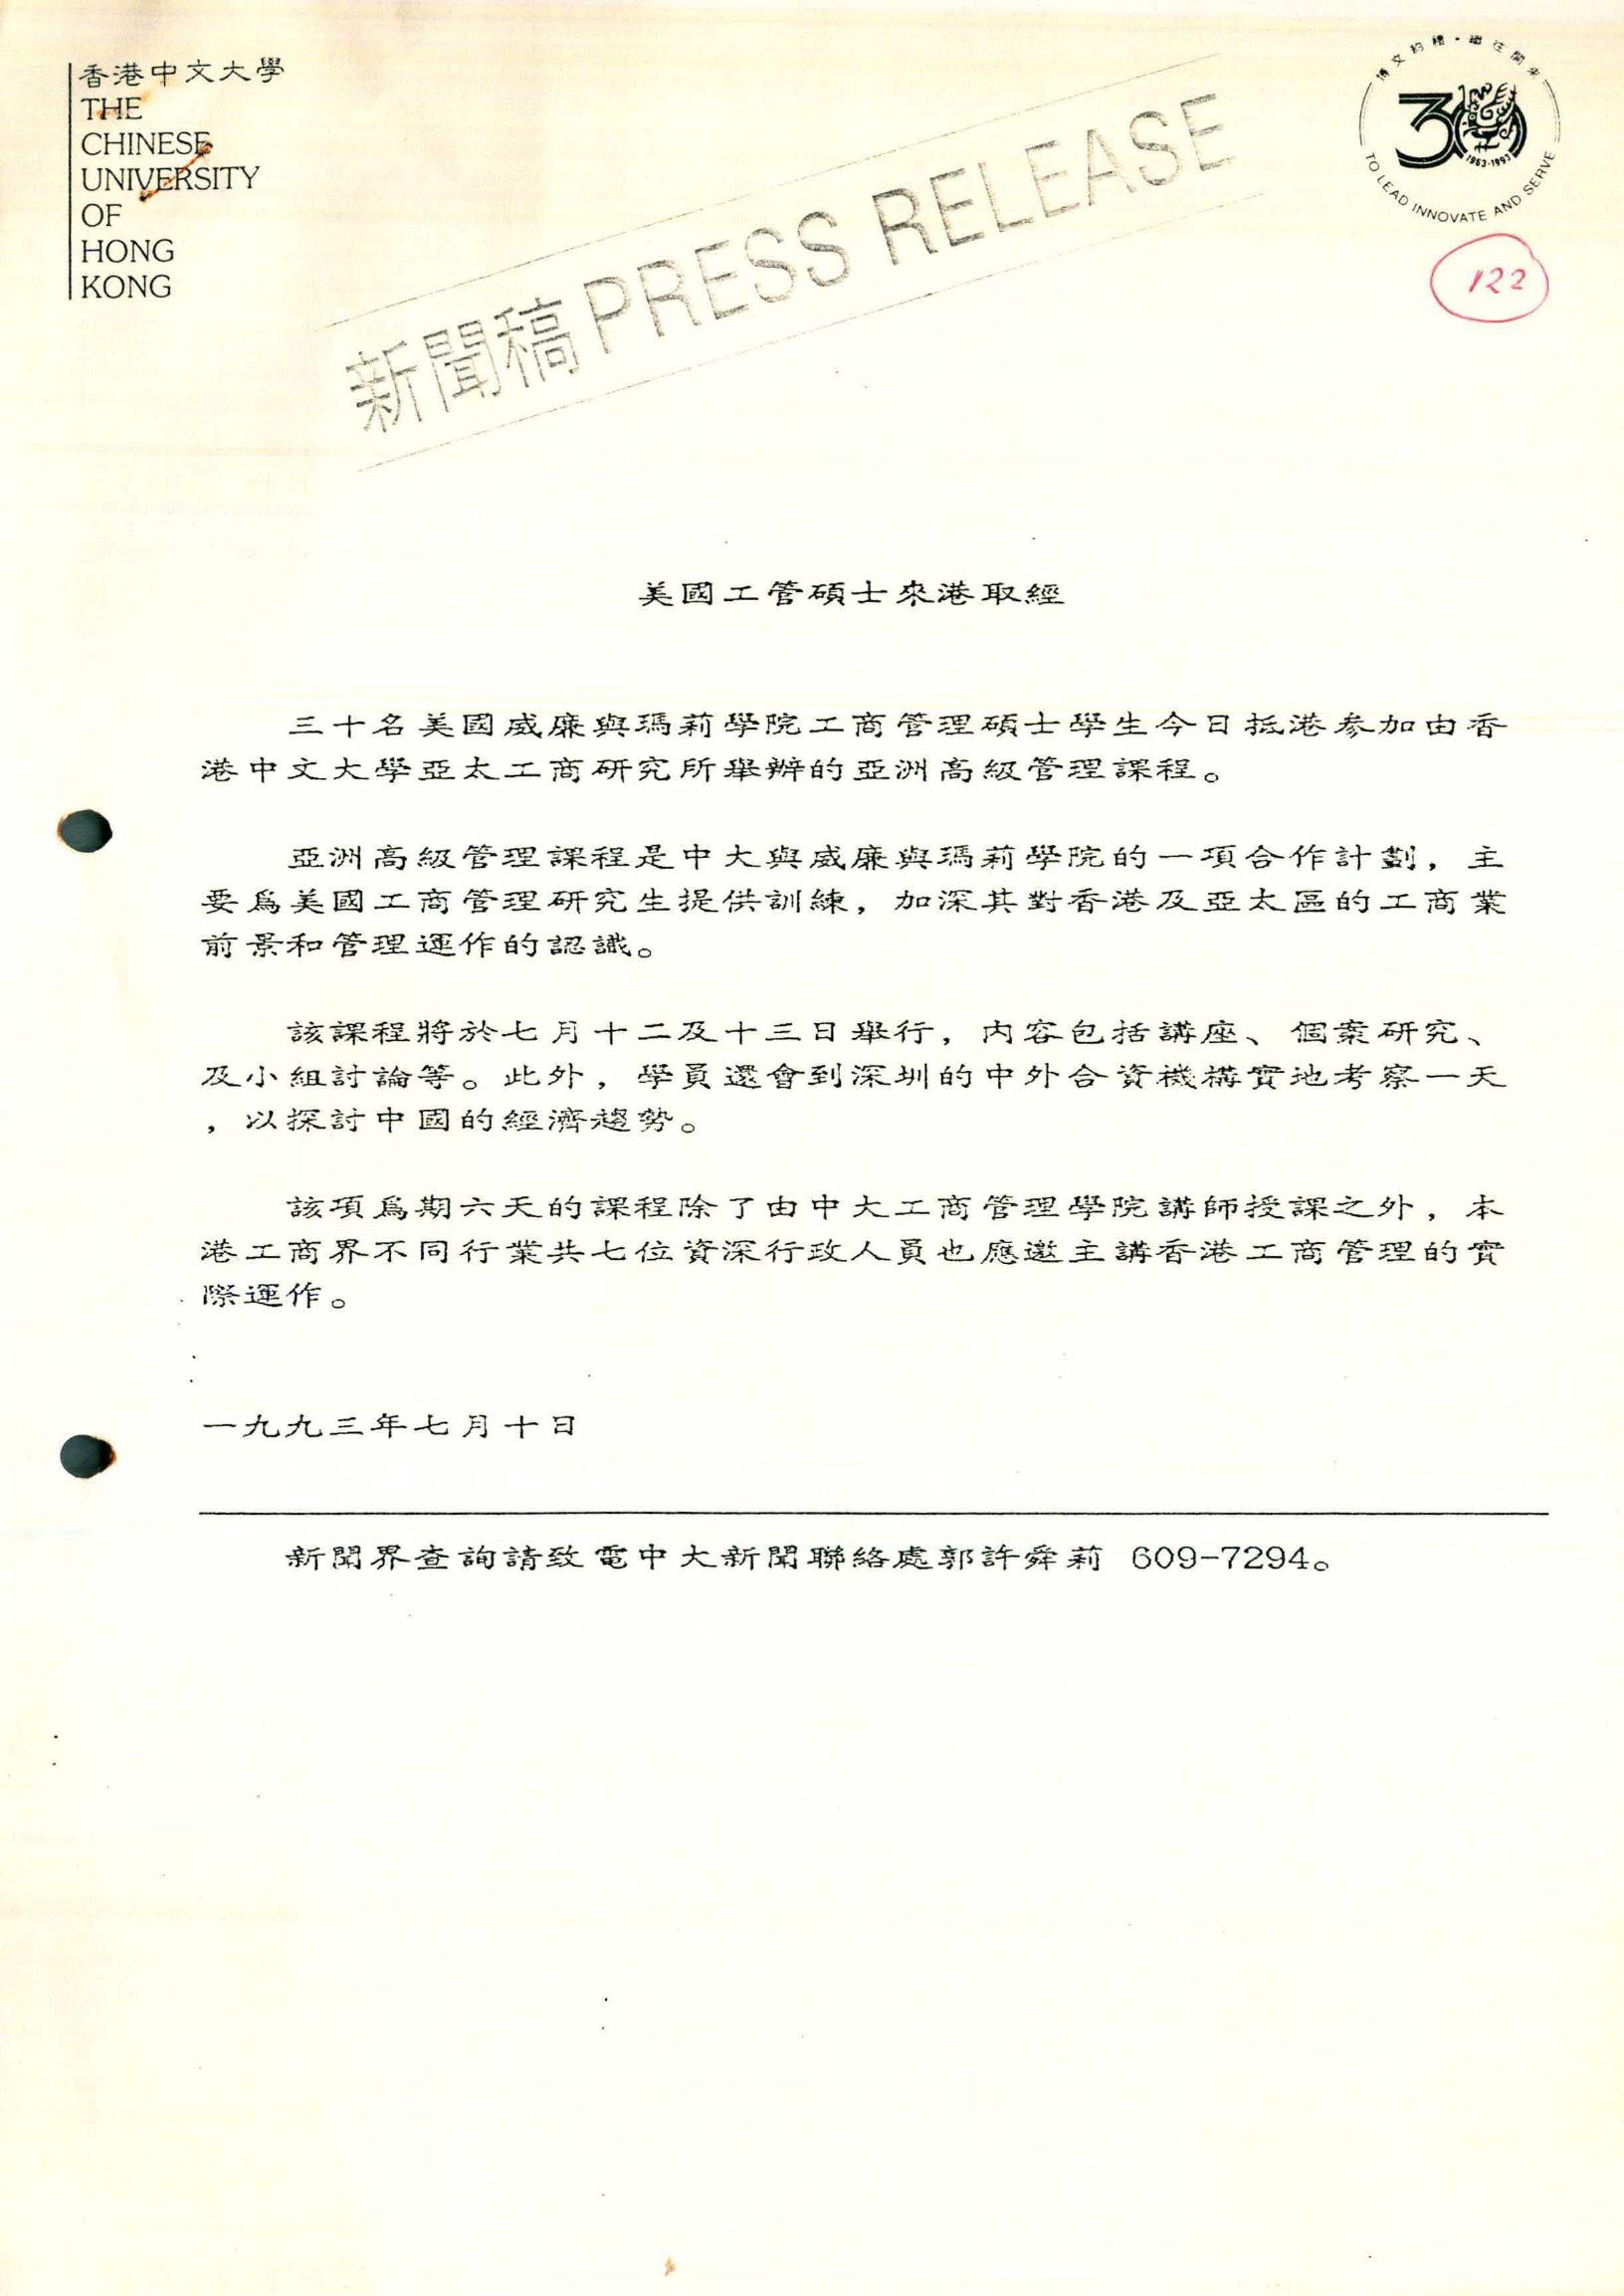 香港中文大學
THE
CHINESE
UNIVERSITY
OF
HONG
KONG
博文約禮・繼往開來
30
1963-1993
TO LEAD INNOVATE AND SERVE
122
新聞稿 PRESS RELEASE
美國工管碩士來港取經
三十名美國威廉與瑪莉學院工商管理碩士學生今日抵港參加由香
港中文大學亞太工商研究所舉辦的亞洲高級管理課程。
亞洲高級管理課程是中大與威廉與瑪莉學院的一項合作計劃，主
要爲美國工商管理研究生提供訓練，加深其對香港及亞太區的工商業
前景和管理運作的認識。
該課程將於七月十二及十三日舉行，內容包括講座、個案研究、
及小組討論等。此外，學員還會到深圳的中外合資機構實地考察一天
，以探討中國的經濟趨勢。
該項爲期六天的課程除了由中大工商管理學院講師授課之外，本
港工商界不同行業共七位資深行政人員也應邀主講香港工商管理的實
際運作。
一九九三年七月十日
新聞界查詢請致電中大新聞聯絡處郭許舜莉 609-7294。